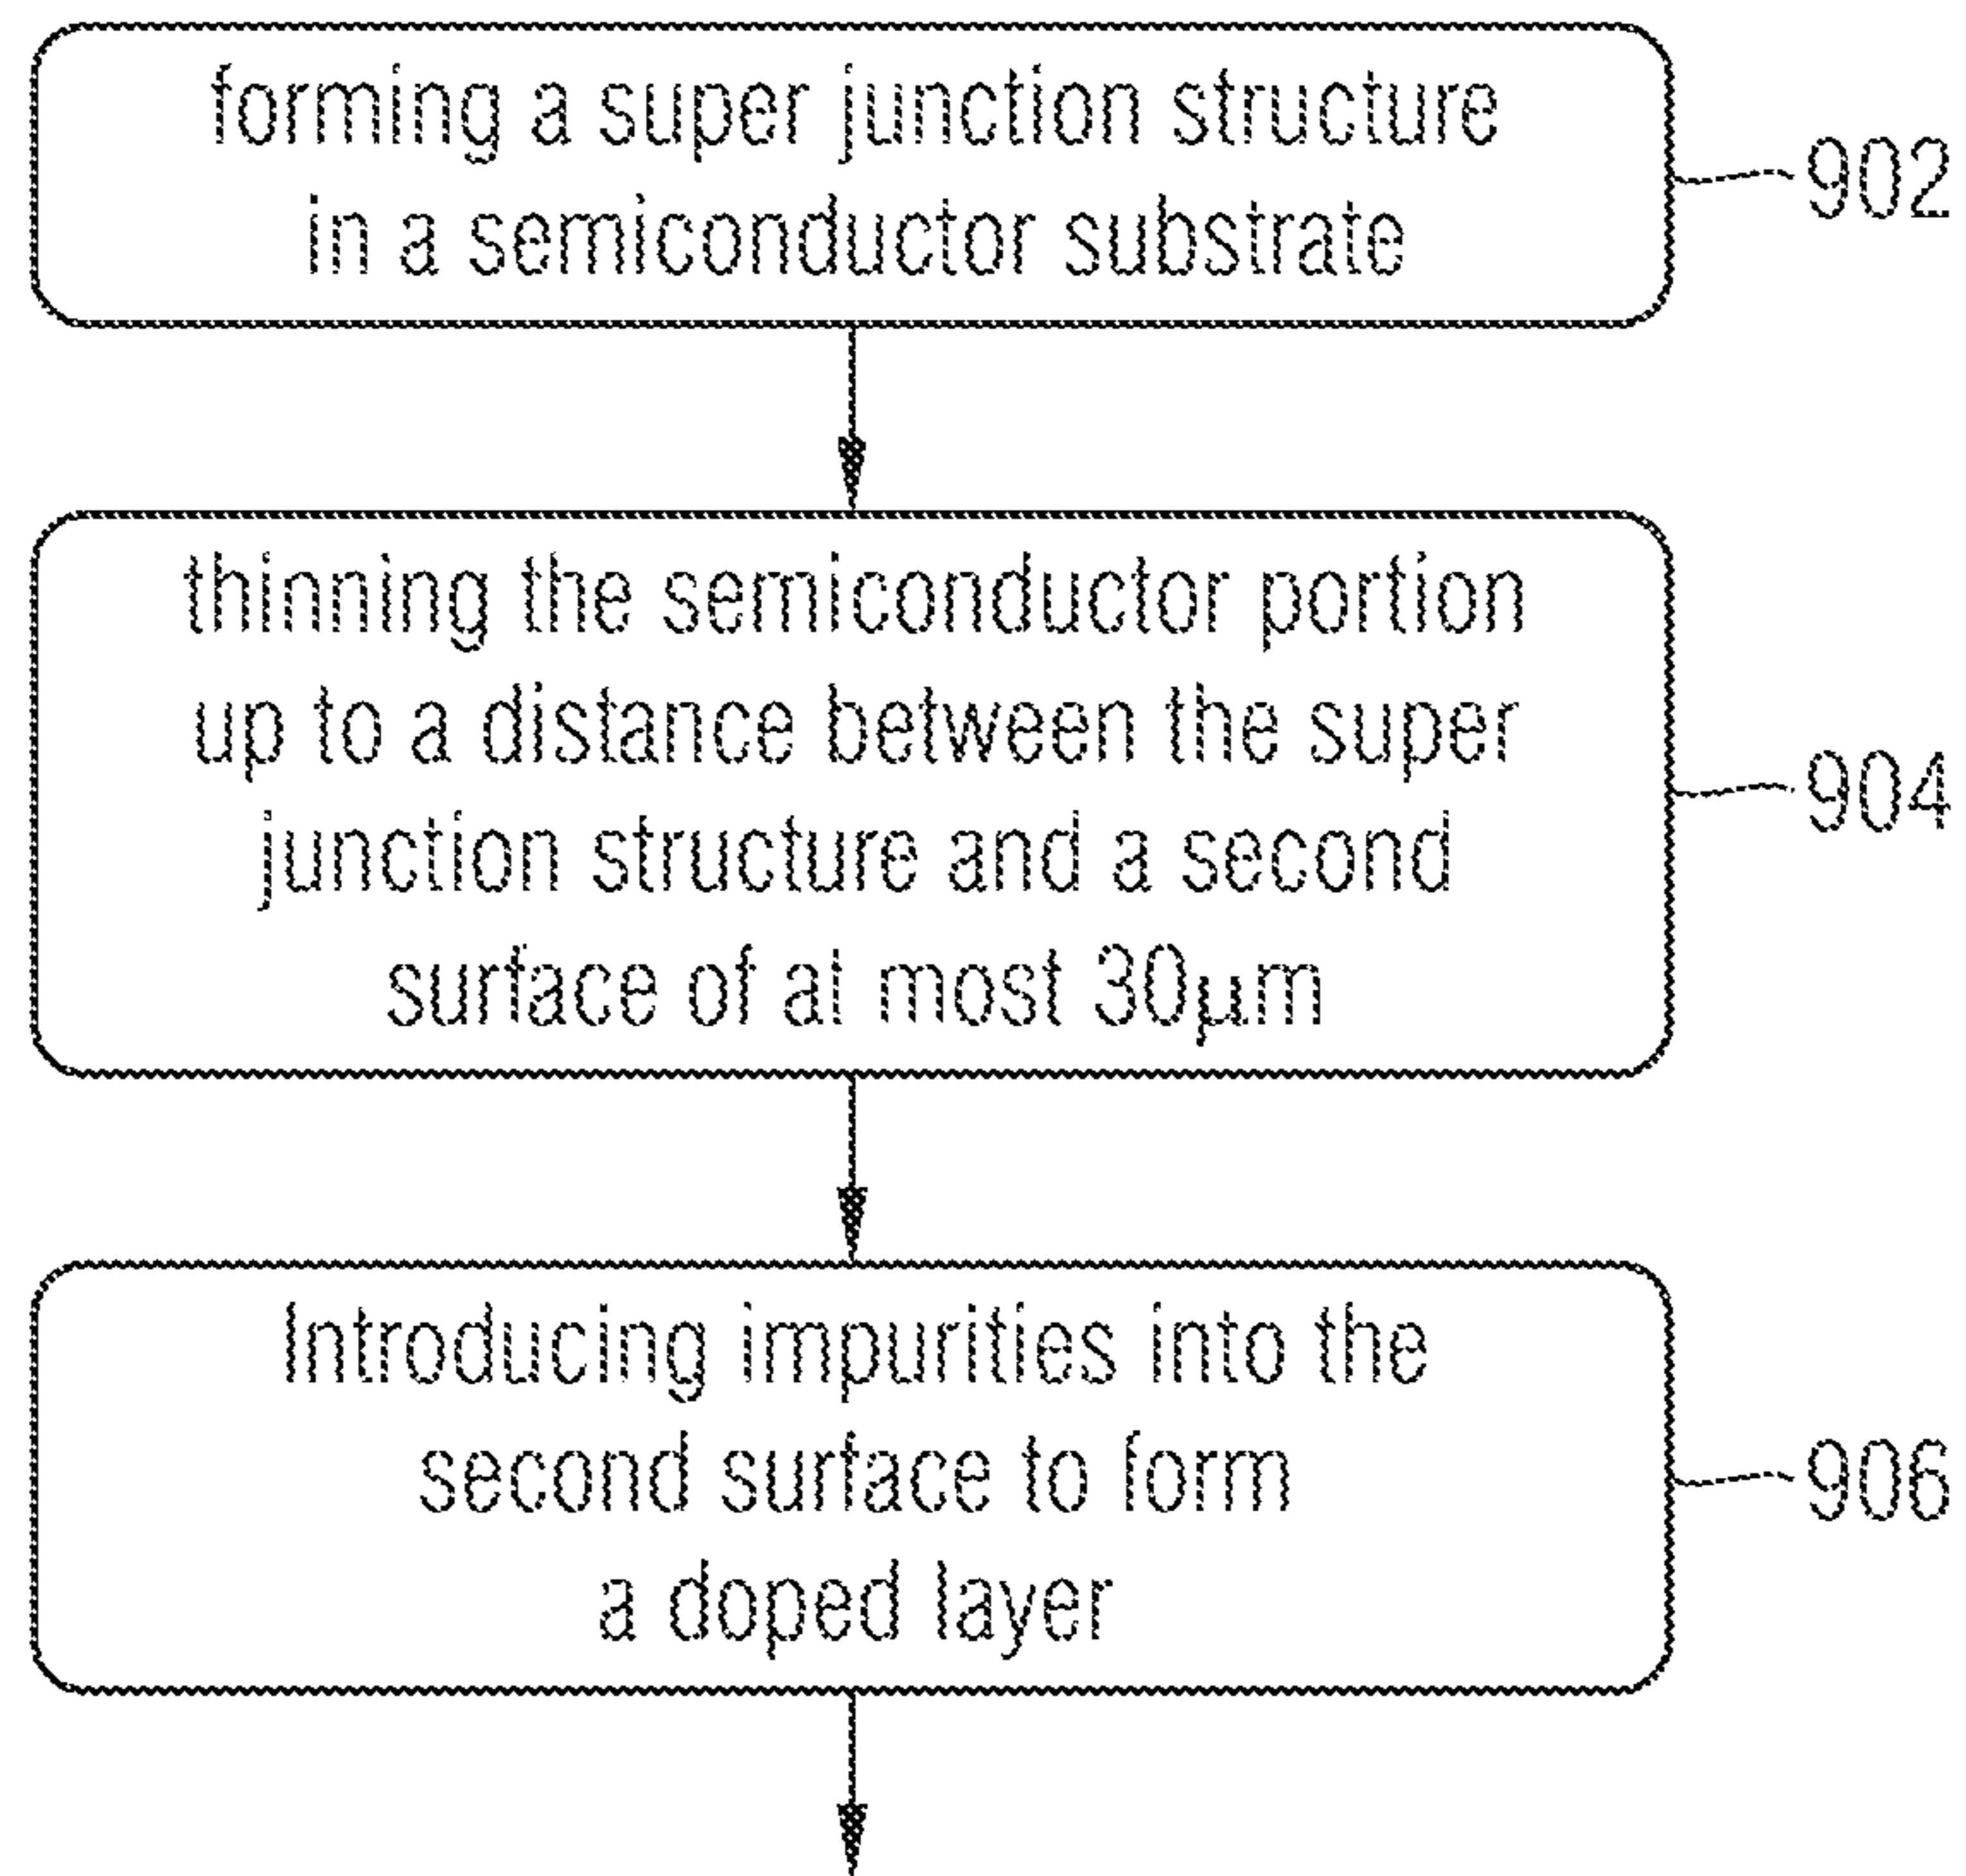 forming a super junction structure
in a semiconductor substrate
902
thinning the semiconductor portion
up to a distance between the super
junction structure and a second
surface of at most 30µm
904
Introducing impurities into the
second surface to form
a doped layer
906